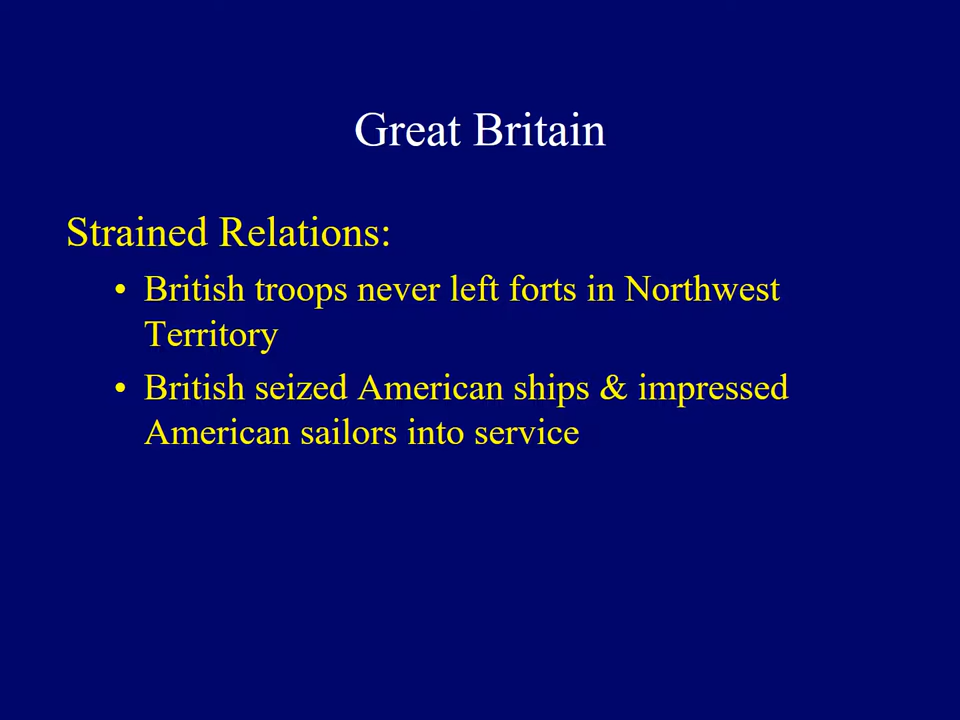 Great Britain
Strained Relations:
• British troops never left forts in Northwest
Territory
• British seized American ships & impressed
American sailors into service